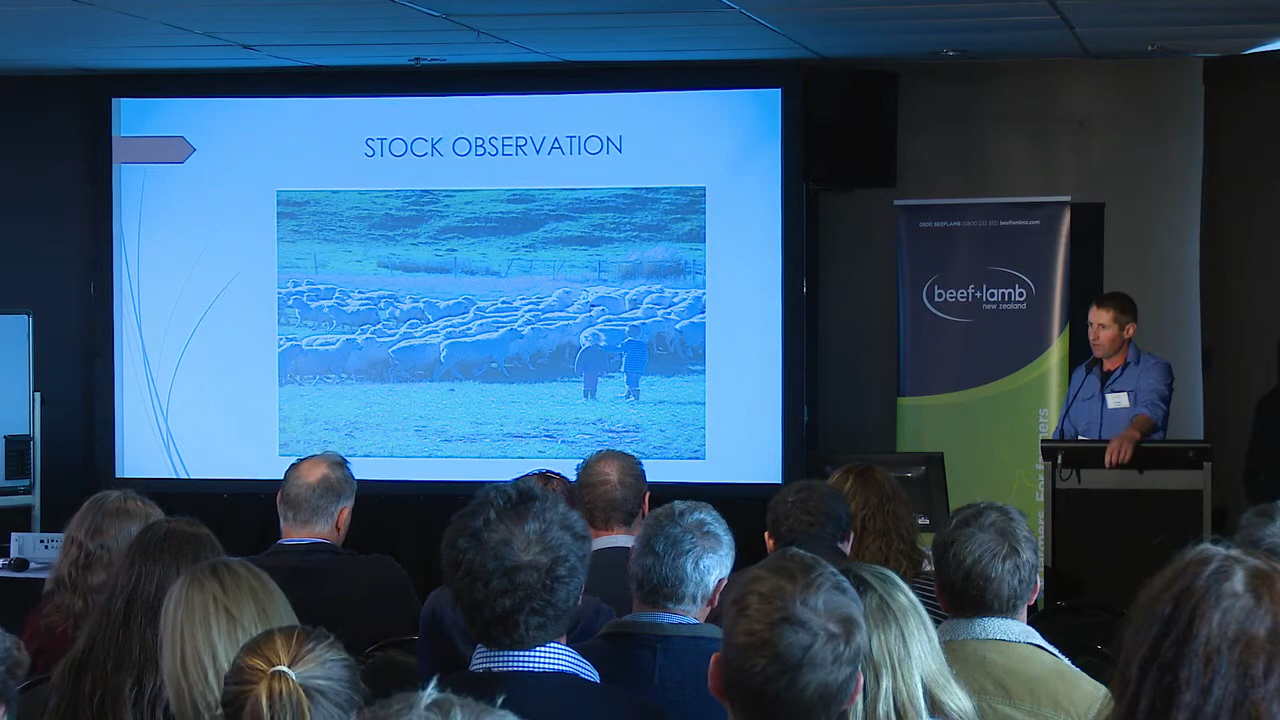 STOCK OBSERVATION
0800 BEEFLAMB (0800 233 352) beeflambnz.com
beef+lamb
new zealand